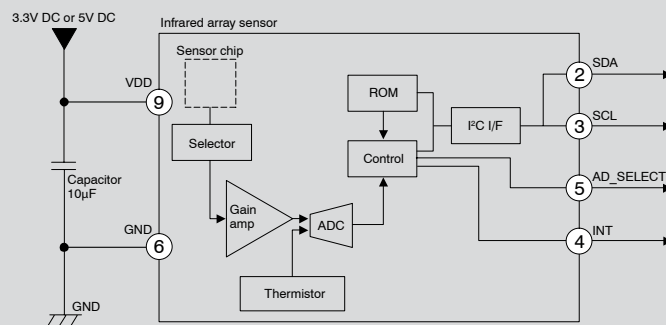 3.3V DC or 5V DC
Infrared array sensor
Sensor chip
VDD
9
Selector
ROM
Control
I²C I/F
2
SDA
3
SCL
5
AD_SELECT
4
INT
Capacitor
10μF
GND
6
Gain
amp
ADC
Thermistor
GND